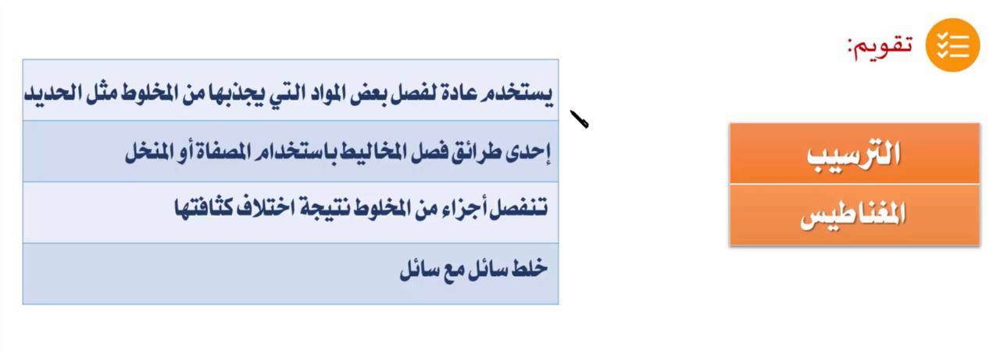 تقويم:
الترسيب
المغناطيس
يستخدم عادة لفصل بعض المواد التي يجذبها من المخلوط مثل الحديد
إحدى طرائق فصل المخاليط باستخدام المصفاة أو المنخل
تنفصل أجزاء من المخلوط نتيجة اختلاف كثافتها
خلط سائل مع سائل